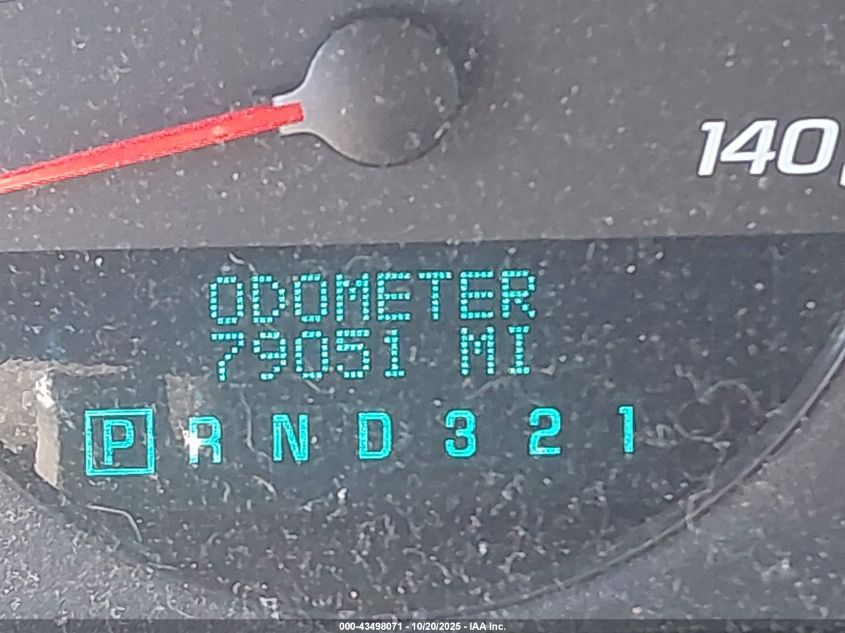 140
ODOMETER
79051 MI
P R N D 3 2 1
000-43498071 - 10/20/2025 - IAA Inc.